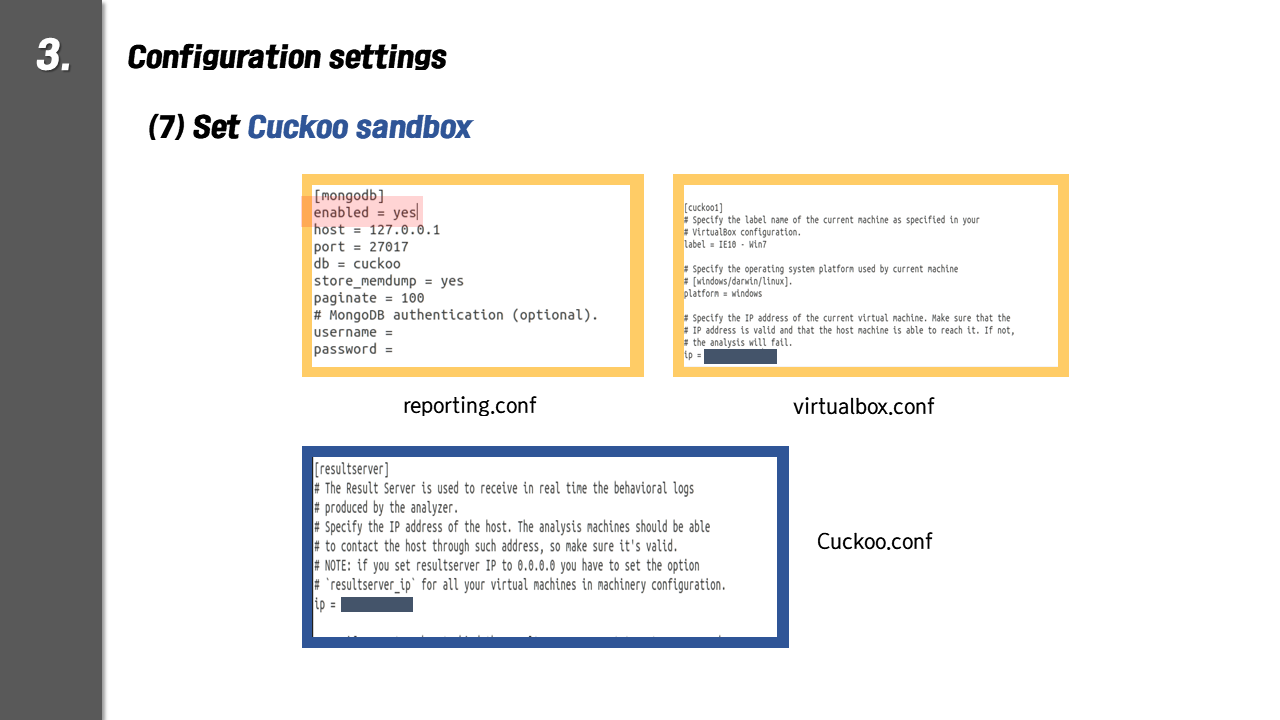 3.
Configuration settings
(7) Set Cuckoo sandbox
[mongodb]
enabled = yes
host = 127.0.0.1
port = 27017
db = cuckoo
store_memdump = yes
paginate = 100
# MongoDB authentication (optional).
username =
password =
reporting.conf
[cuckoo1]
# Specify the label name of the current machine as specified in your
# VirtualBox configuration.
label = IE10 - Win7
# Specify the operating system platform used by current machine
# [windows/darwin/linux].
platform = windows
# Specify the IP address of the current virtual machine. Make sure that the
# IP address is valid and that the host machine is able to reach it. If not,
# the analysis will fail.
ip =
virtualbox.conf
[resultserver]
# The Result Server is used to receive in real time the behavioral logs
# produced by the analyzer.
# Specify the IP address of the host. The analysis machines should be able
# to contact the host through such address, so make sure it's valid.
# NOTE: if you set resultserver IP to 0.0.0.0 you have to set the option
# `resultserver_ip` for all your virtual machines in machinery configuration.
ip =
Cuckoo.conf